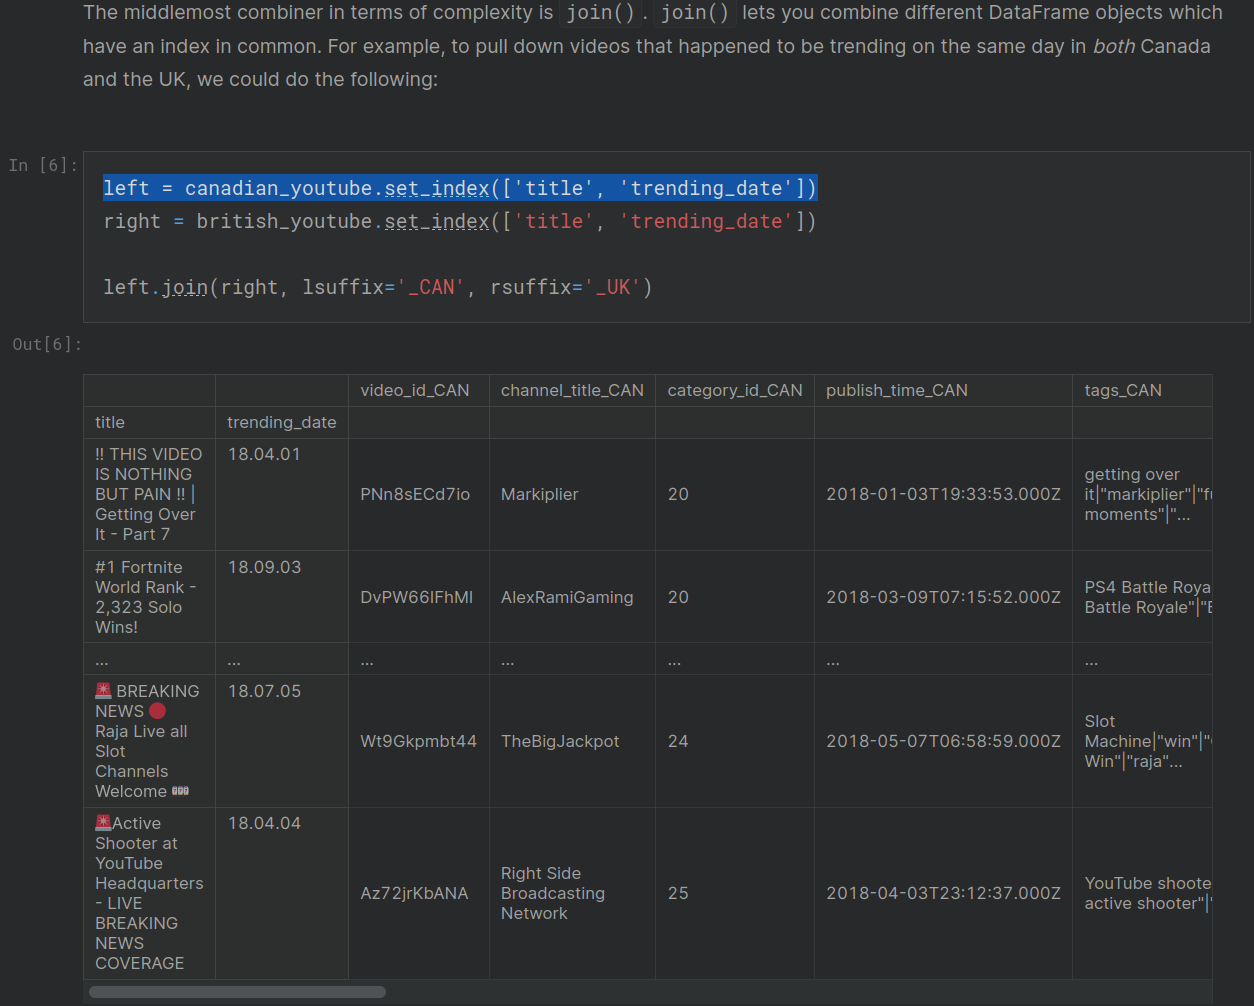 The middlemost combiner in terms of complexity is join(). join() lets you combine different DataFrame objects which
have an index in common. For example, to pull down videos that happened to be trending on the same day in both Canada
and the UK, we could do the following:
In [6]:
left = canadian_youtube.set_index(['title', 'trending_date'])
right = british_youtube.set_index(['title', 'trending_date'])
left.join(right, lsuffix='_CAN', rsuffix='_UK')
Out[6]:
video_id_CAN channel_title_CAN category_id_CAN publish_time_CAN tags_CAN
title trending_date
!! THIS VIDEO
IS NOTHING
BUT PAIN !! |
Getting Over
It - Part 7
18.04.01
PNn8sECd7io
Markiplier
20
2018-01-03T19:33:53.000Z
getting over
it|"markiplier"|"fu
moments"|"...
#1 Fortnite
World Rank -
2,323 Solo
Wins!
18.09.03
DvPW66IFhMI
AlexRamiGaming
20
2018-03-09T07:15:52.000Z
PS4 Battle Roya
Battle Royale"|"E
... ... ... ... ... ... ...
🚨 BREAKING
NEWS 🔴
Raja Live all
Slot
Channels
Welcome 🎰
18.07.05
Wt9Gkpmbt44
TheBigJackpot
24
2018-05-07T06:58:59.000Z
Slot
Machine|"win"|"
Win"|"raja"...
🚨Active
Shooter at
YouTube
Headquarters
- LIVE
BREAKING
NEWS
COVERAGE
18.04.04
Az72jrKbANA
Right Side
Broadcasting
Network
25
2018-04-03T23:12:37.000Z
YouTube shoote
active shooter"|"